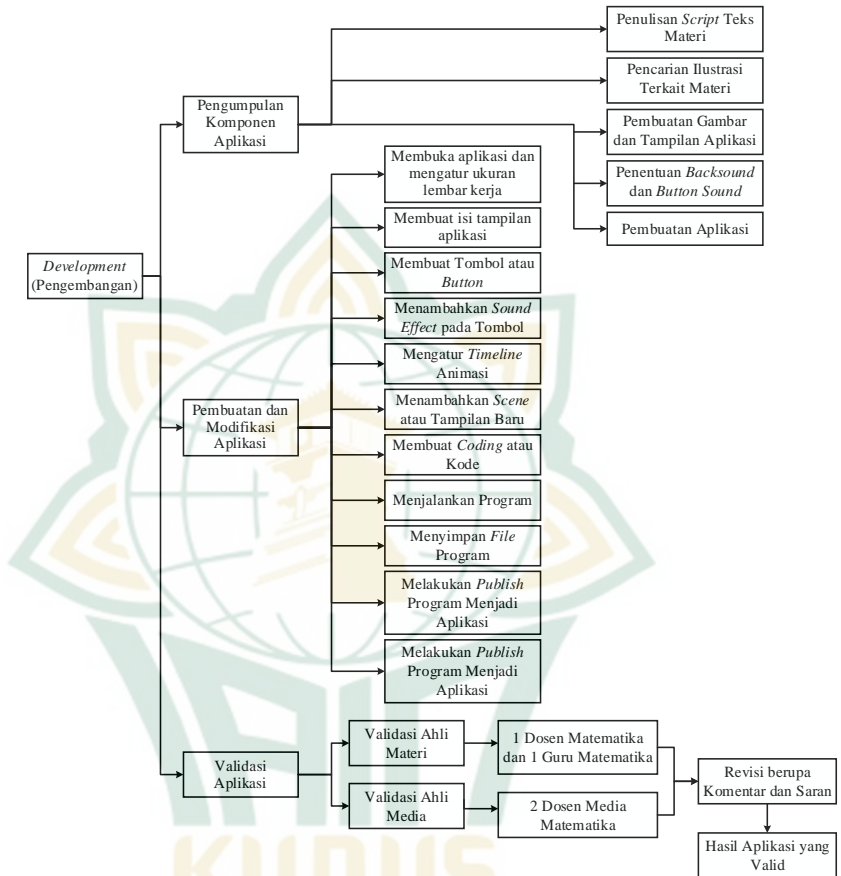 Development
(Pengembangan)
Pengumpulan
Komponen
Aplikasi
Penulisan Script Teks
Materi
Pencarian Ilustrasi
Terkait Materi
Pembuatan Gambar
dan Tampilan Aplikasi
Penentuan Backsound
dan Button Sound
Pembuatan Aplikasi
Pembuatan dan
Modifikasi
Aplikasi
Membuka aplikasi dan
mengatur ukuran
lembar kerja
Membuat isi tampilan
aplikasi
Membuat Tombol atau
Button
Menambahkan Sound
Effect pada Tombol
Mengatur Timeline
Animasi
Menambahkan Scene
atau Tampilan Baru
Membuat Coding atau
Kode
Menjalankan Program
Menyimpan File
Program
Melakukan Publish
Program Menjadi
Aplikasi
Melakukan Publish
Program Menjadi
Aplikasi
Validasi
Aplikasi
Validasi Ahli
Materi
1 Dosen Matematika
dan 1 Guru Matematika
Validasi Ahli
Media
2 Dosen Media
Matematika
Revisi berupa
Komentar dan Saran
Hasil Aplikasi yang
Valid
IAIN
KUDUS